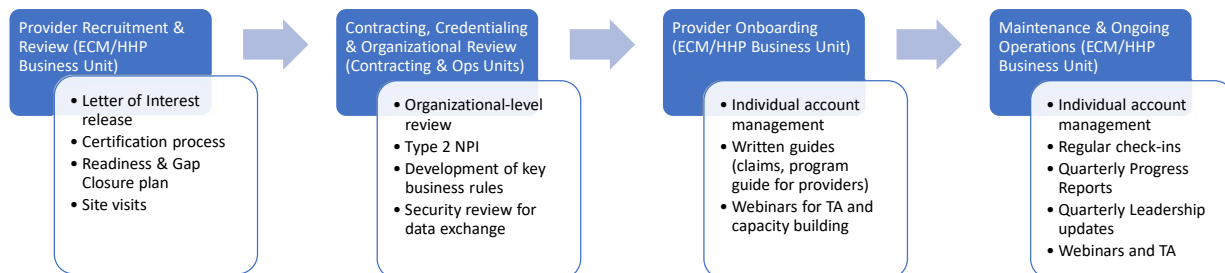 Provider Recruitment &
Review (ECM/HHP
Business Unit)
• Letter of Interest
release
• Certification process
• Readiness & Gap
Closure plan
• Site visits
Contracting, Credentialing
& Organizational Review
(Contracting & Ops Units)
• Organizational-level
review
• Type 2 NPI
• Development of key
business rules
• Security review for
data exchange
Provider Onboarding
(ECM/HHP Business Unit)
• Individual account
management
• Written guides
(claims, program
guide for providers)
• Webinars for TA and
capacity building
Maintenance & Ongoing
Operations (ECM/HHP
Business Unit)
• Individual account
management
• Regular check-ins
• Quarterly Progress
Reports
• Quarterly Leadership
updates
• Webinars and TA